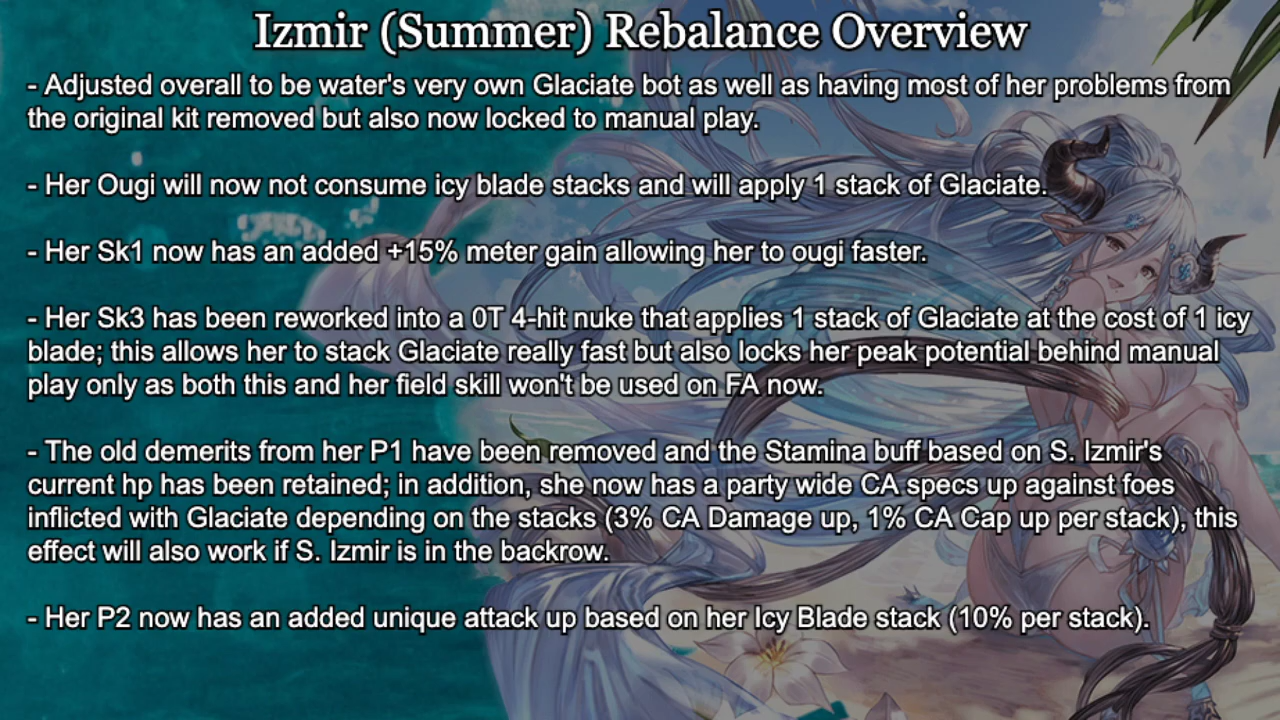 Izmir (Summer) Rebalance Overview
- Adjusted overall to be water's very own Glaciate bot as well as having most of her problems from
the original kit removed but also now locked to manual play.
- Her Ougi will now not consume icy blade stacks and will apply 1 stack of Glaciate.
- Her Sk1 now has an added +15% meter gain allowing her to ougi faster.
- Her Sk3 has been reworked into a 0T 4-hit nuke that applies 1 stack of Glaciate at the cost of 1 icy
blade; this allows her to stack Glaciate really fast but also locks her peak potential behind manual
play only as both this and her field skill won't be used on FA now.
- The old demerits from her P1 have been removed and the Stamina buff based on S. Izmir's
current hp has been retained; in addition, she now has a party wide CA specs up against foes
inflicted with Glaciate depending on the stacks (3% CA Damage up, 1% CA Cap up per stack), this
effect will also work if S. Izmir is in the backrow.
- Her P2 now has an added unique attack up based on her Icy Blade stack (10% per stack).